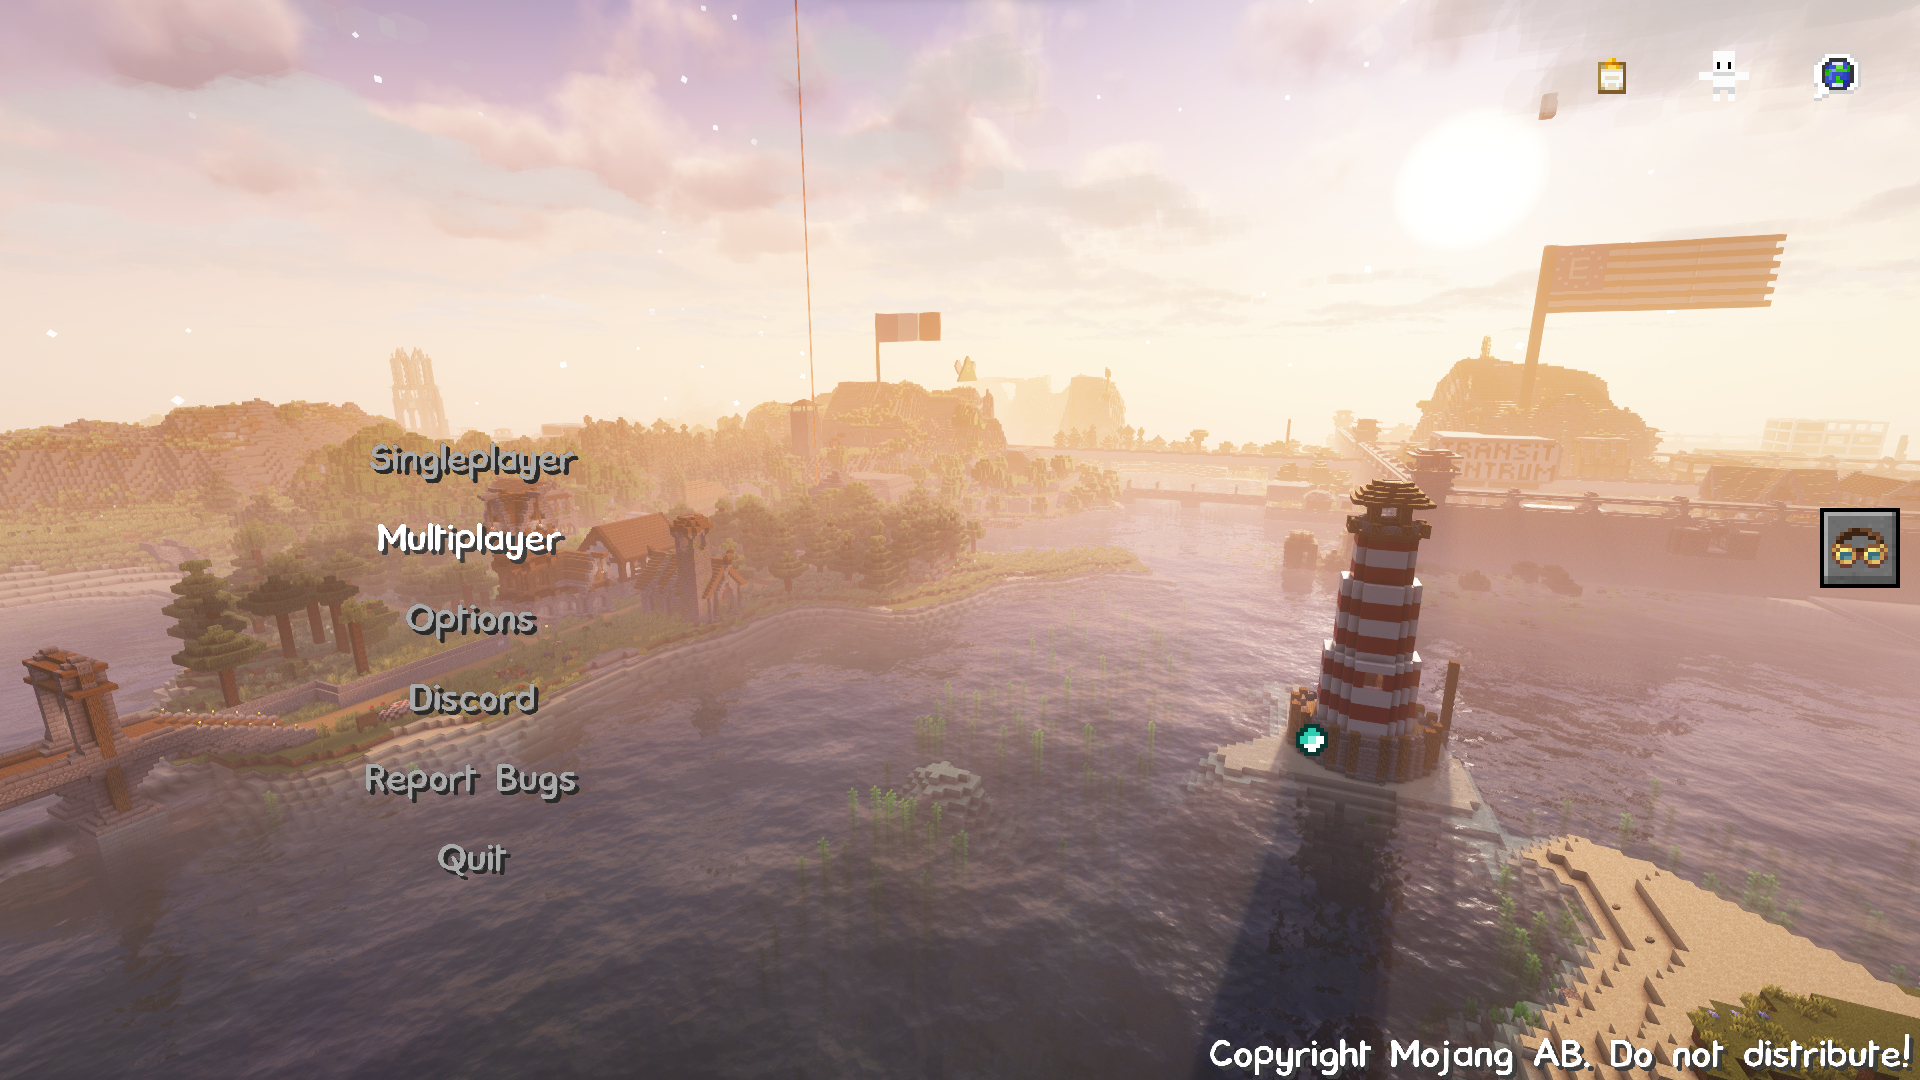 E
Singleplayer
Multiplayer
Options
Discord
Report Bugs
Quit
Copyright Mojang AB. Do not distribute!